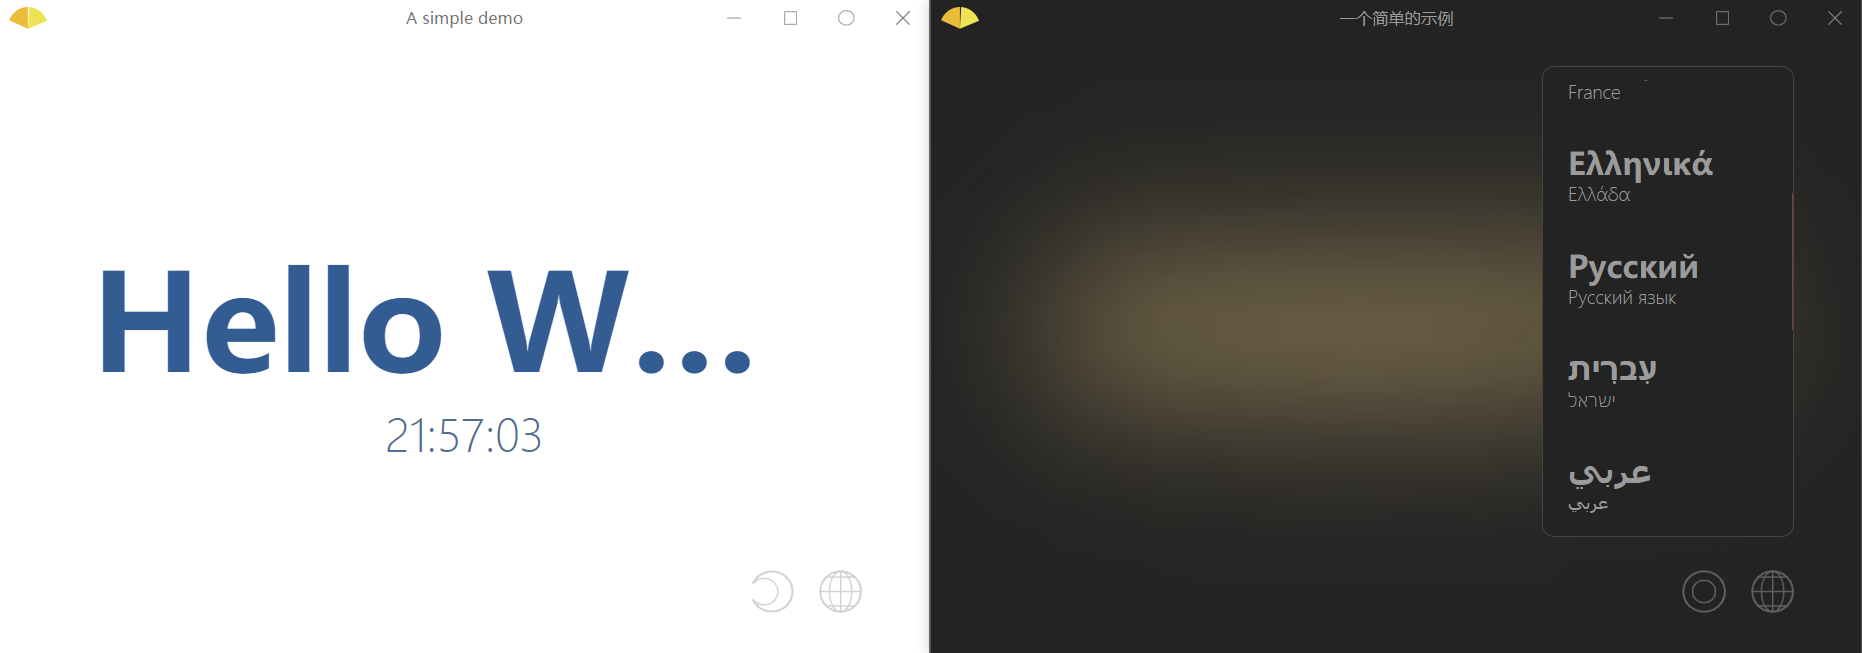 A simple demo
Hello W...
21:57:03
一个简单的示例
France
Ελληνικά
Ελλάδα
Русский
Русский язык
עִבְרִית
ישראל
عربي
عربي